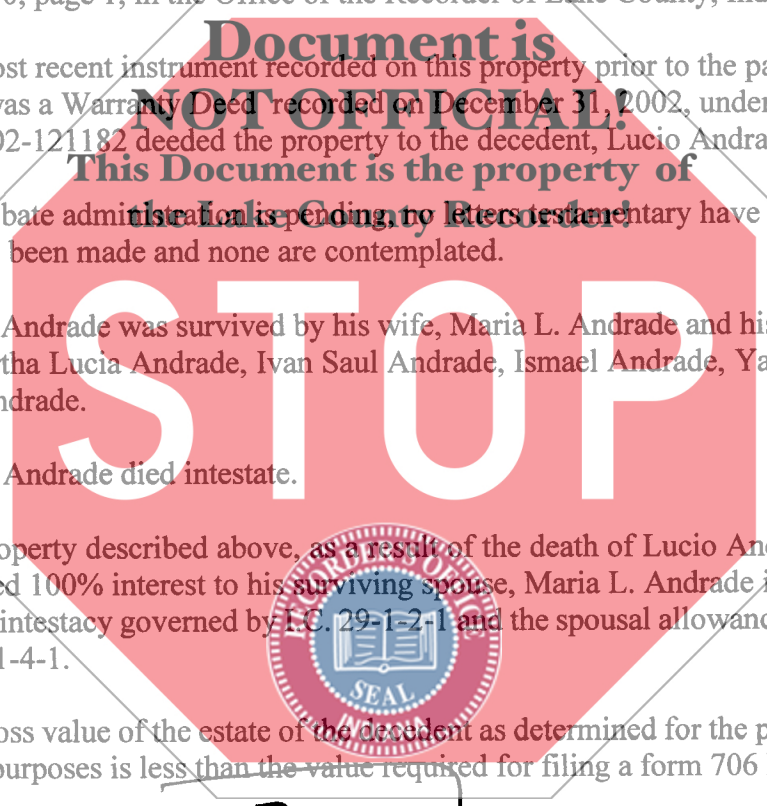 0, page 1, in the Office of the Recorder of Lake County, Ind
Document is
ost recent instrument recorded on this property prior to the pa
was a Warranty Deed recorded on December 31, 2002, under
NOT OFFICIAL!
02-121182 deeded the property to the decedent, Lucio Andra
This Document is the property of
bate administration is pending, no letters testamentary have
the Lake County Recorder!
been made and none are contemplated.
Andrade was survived by his wife, Maria L. Andrade and his
tha Lucia Andrade, Ivan Saul Andrade, Ismael Andrade, Ya
ndrade.
STOP
Andrade died intestate.
operty described above, as a result of the death of Lucio An
ed 100% interest to his surviving spouse, Maria L. Andrade i
intestacy governed by I.C. 29-1-2-1 and the spousal allowanc
1-4-1.
RECORDER'S OFFICE
SEAL
INDIANA
oss value of the estate of the decedent as determined for the p
purposes is less than the value required for filing a form 706